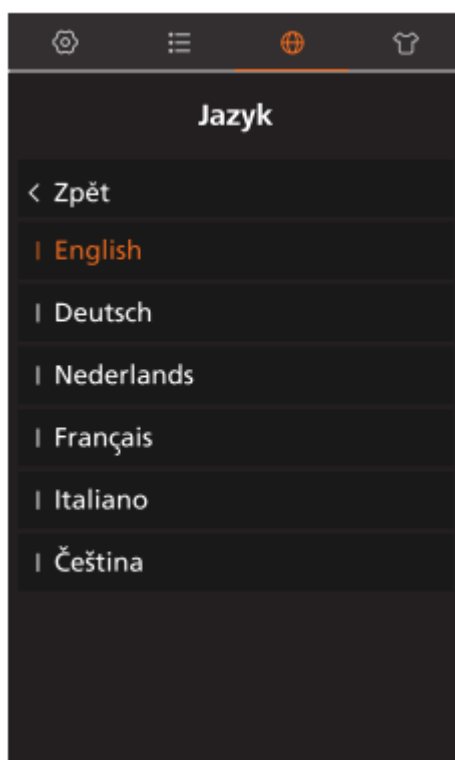 Jazyk
Zpět
English
Deutsch
Nederlands
Français
Italiano
Čeština